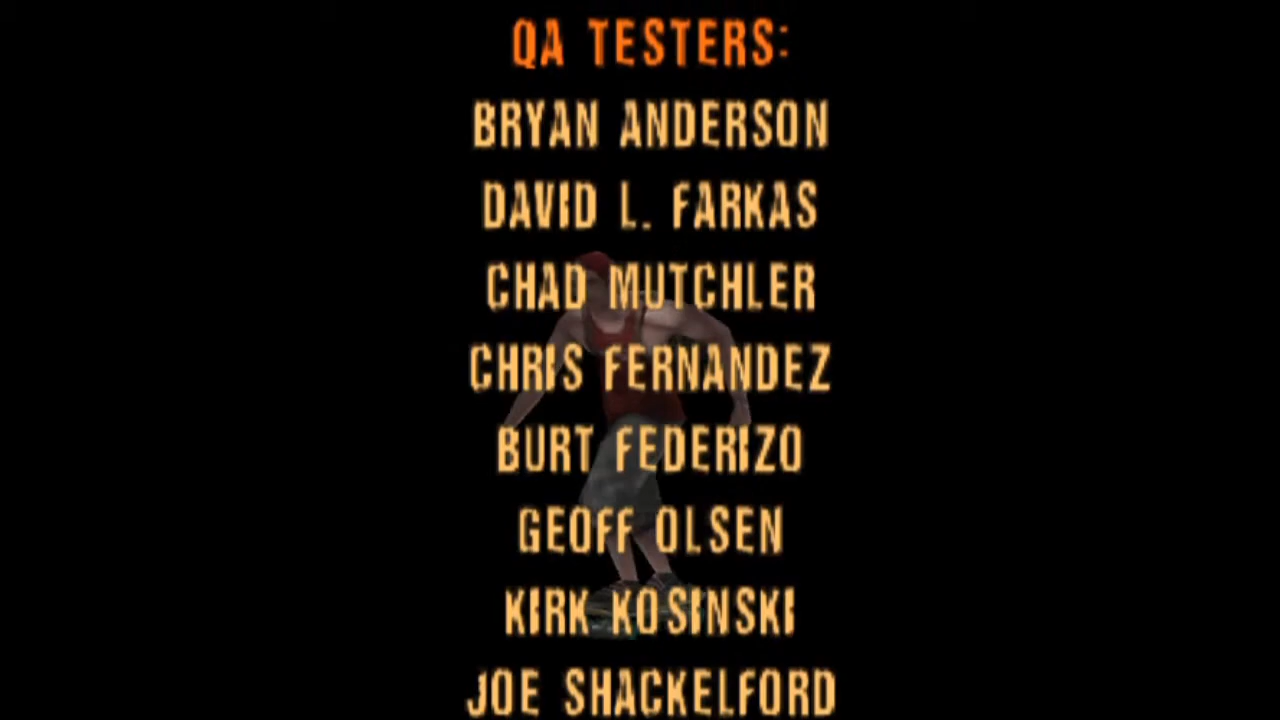 QA TESTERS:
BRYAN ANDERSON
DAVID L. FARKAS
CHAD MUTCHLER
CHRIS FERNANDEZ
BURT FEDERIZO
GEOFF OLSEN
KIRK KOSINSKI
JOE SHACKELFORD